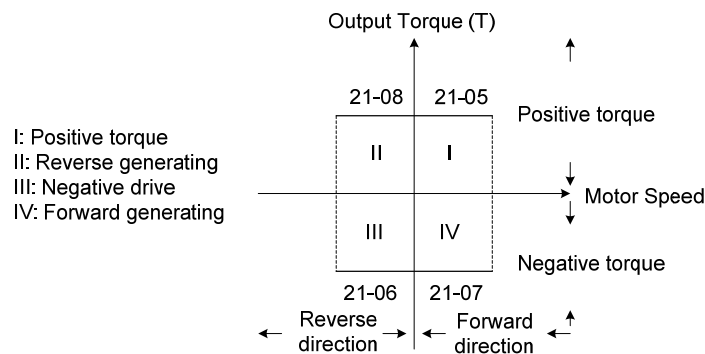 Output Torque (T)
21-08
21-05
Positive torque
I: Positive torque
II: Reverse generating
III: Negative drive
IV: Forward generating
II
I
Motor Speed
III
IV
Negative torque
21-06
21-07
Reverse
direction
Forward
direction